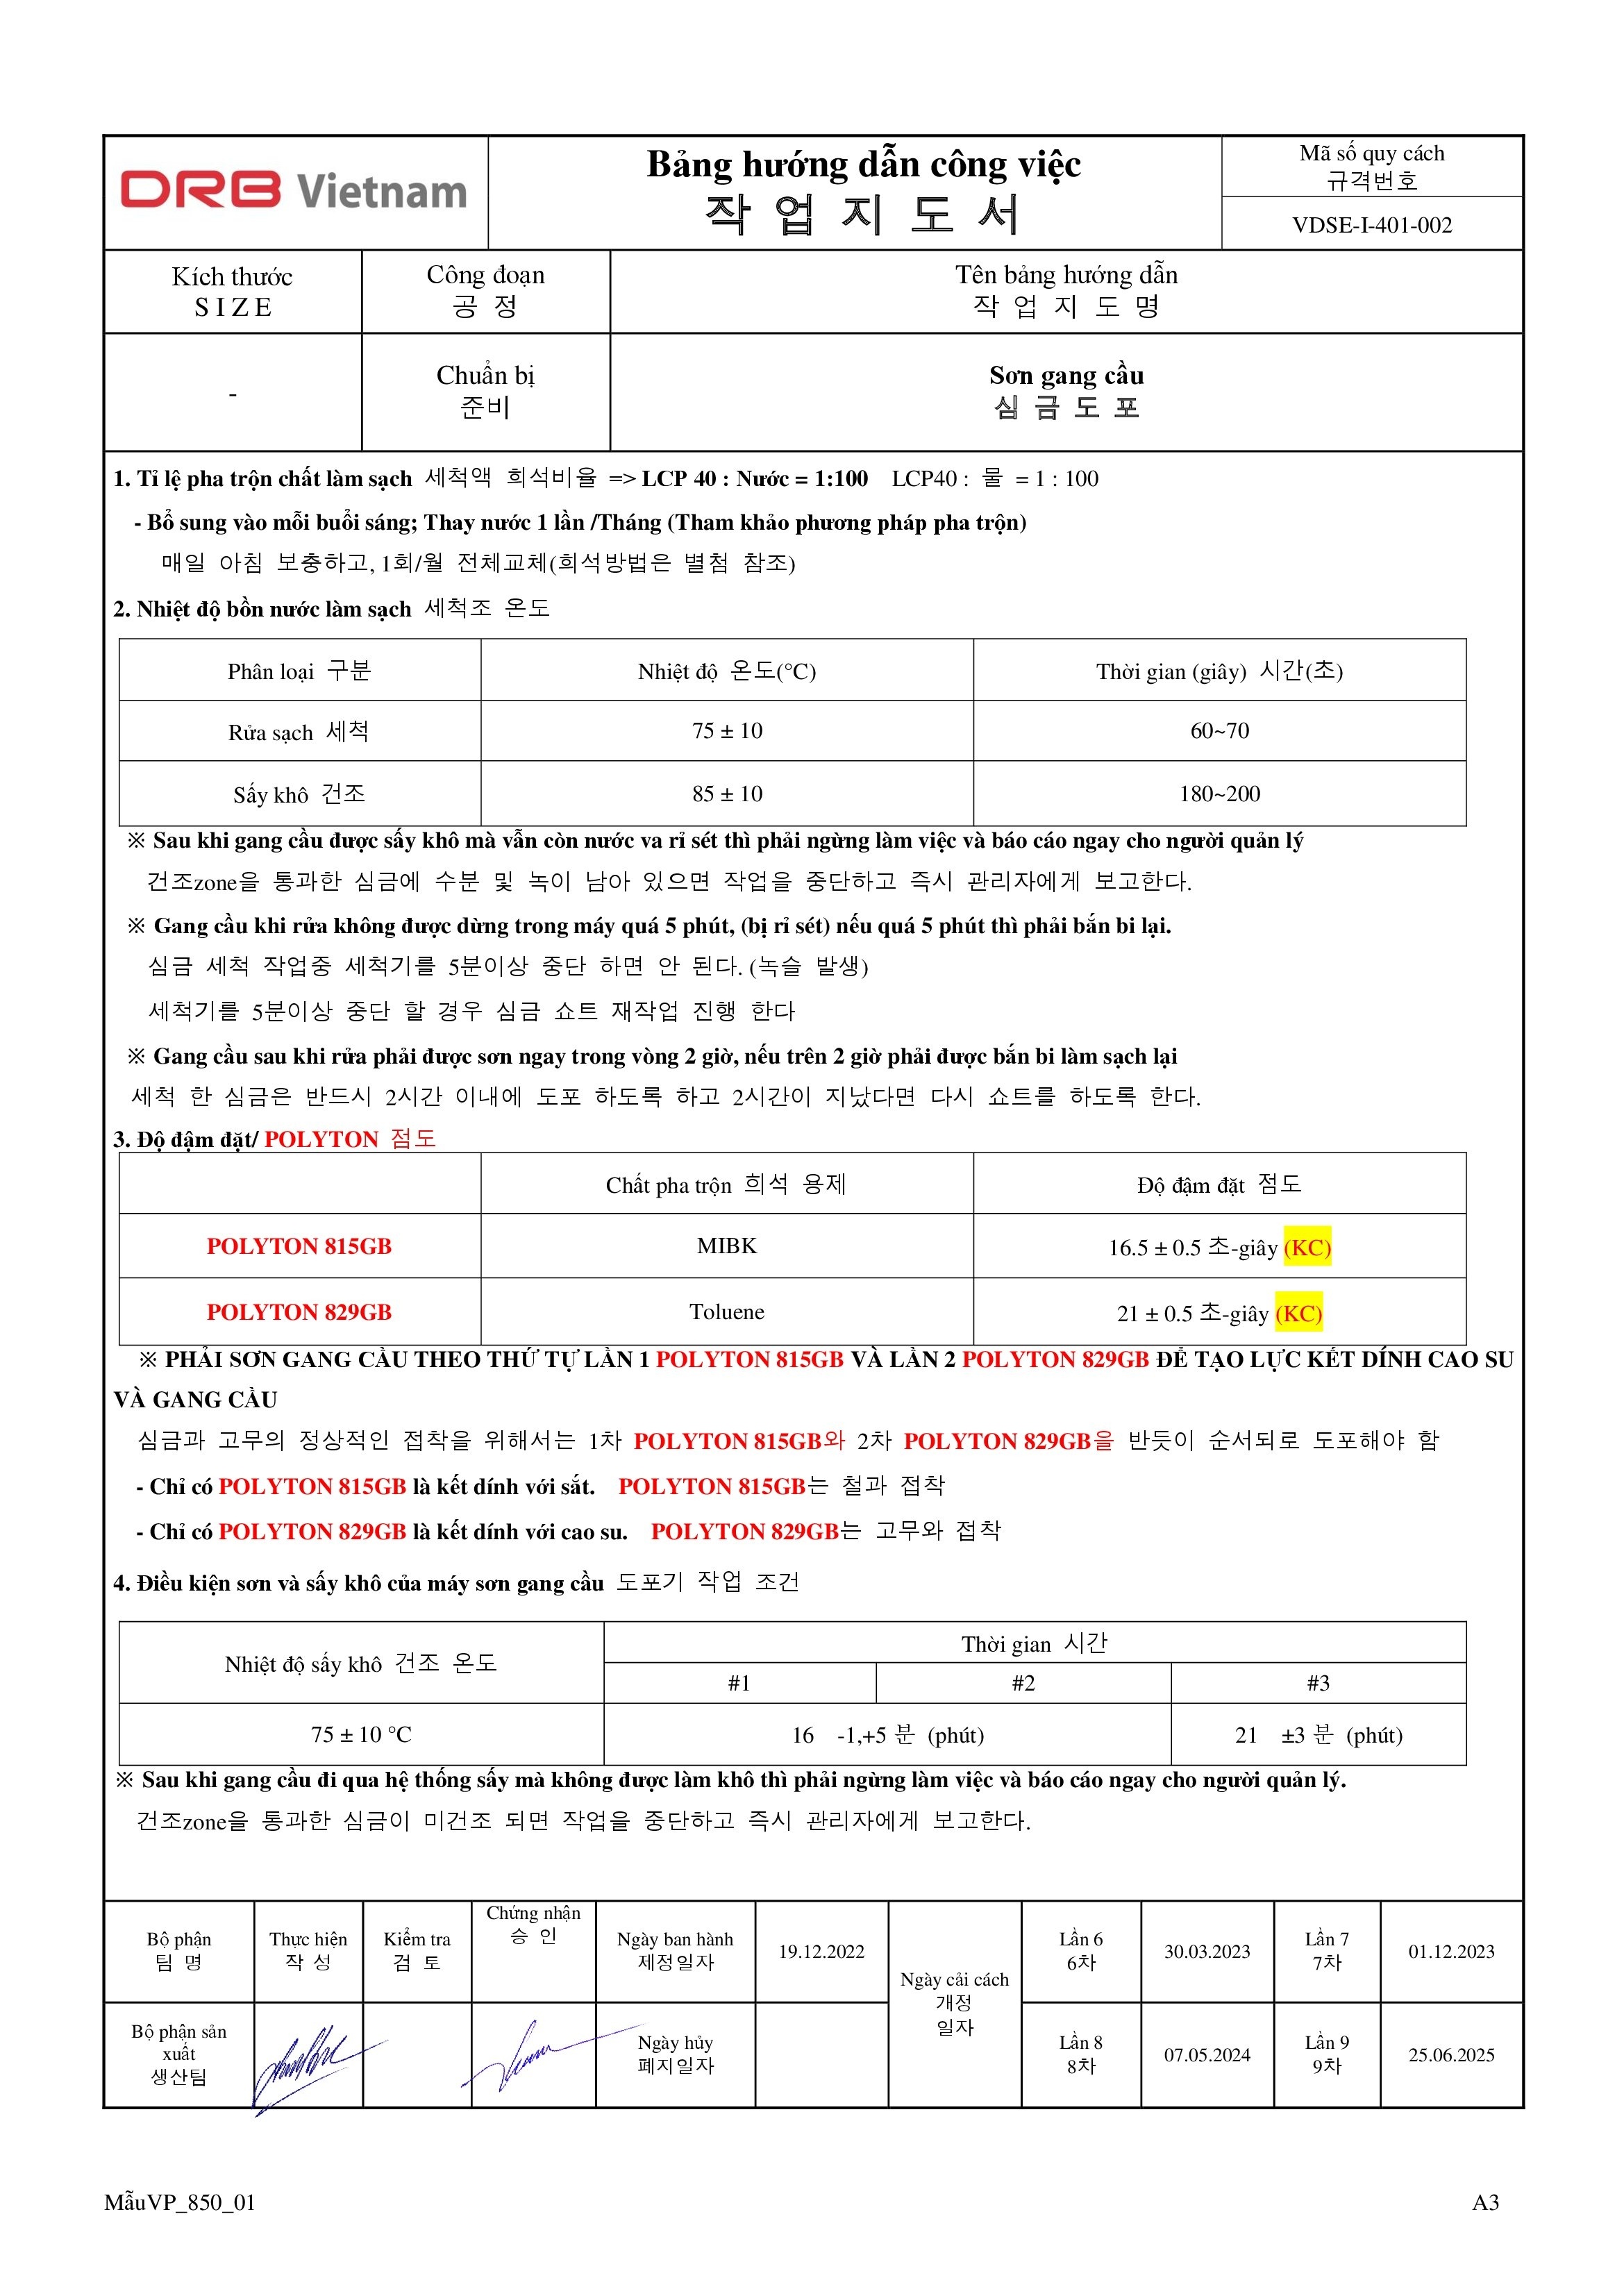 DRB Vietnam
Bảng hướng dẫn công việc
작 업 지 도 서
Mã số quy cách
규격번호
VDSE-I-401-002
Kích thước
SIZE
Công đoạn
공 정
Tên bảng hướng dẫn
작 업 지 도 명
-
Chuẩn bị
준비
Sơn gang cầu
심 금 도 포
1. Tỉ lệ pha trộn chất làm sạch 세척액 희석비율 => LCP 40 : Nước = 1:100 LCP40 : 물 = 1 : 100
- Bổ sung vào mỗi buổi sáng; Thay nước 1 lần /Tháng (Tham khảo phương pháp pha trộn)
매일 아침 보충하고, 1회/월 전체교체(희석방법은 별첨 참조)
2. Nhiệt độ bồn nước làm sạch 세척조 온도
Phân loại 구분 Nhiệt độ 온도(°C) Thời gian (giây) 시간(초)
Rửa sạch 세척 75 ± 10 60~70
Sấy khô 건조 85 ± 10 180~200
※ Sau khi gang cầu được sấy khô mà vẫn còn nước va rỉ sét thì phải ngừng làm việc và báo cáo ngay cho người quản lý
건조zone을 통과한 심금에 수분 및 녹이 남아 있으면 작업을 중단하고 즉시 관리자에게 보고한다.
※ Gang cầu khi rửa không được dừng trong máy quá 5 phút, (bị rỉ sét) nếu quá 5 phút thì phải bắn bi lại.
심금 세척 작업중 세척기를 5분이상 중단 하면 안 된다. (녹슬 발생)
세척기를 5분이상 중단 할 경우 심금 쇼트 재작업 진행 한다
※ Gang cầu sau khi rửa phải được sơn ngay trong vòng 2 giờ, nếu trên 2 giờ phải được bắn bi làm sạch lại
세척 한 심금은 반드시 2시간 이내에 도포 하도록 하고 2시간이 지났다면 다시 쇼트를 하도록 한다.
3. Độ đậm đặt/ POLYTON 점도
Chất pha trộn 희석 용제 Độ đậm đặt 점도
POLYTON 815GB MIBK 16.5 ± 0.5 초-giây (KC)
POLYTON 829GB Toluene 21 ± 0.5 초-giây (KC)
※ PHẢI SƠN GANG CẦU THEO THỨ TỰ LẦN 1 POLYTON 815GB VÀ LẦN 2 POLYTON 829GB ĐỂ TẠO LỰC KẾT DÍNH CAO SU
VÀ GANG CẦU
심금과 고무의 정상적인 접착을 위해서는 1차 POLYTON 815GB와 2차 POLYTON 829GB을 반듯이 순서되로 도포해야 함
- Chỉ có POLYTON 815GB là kết dính với sắt. POLYTON 815GB는 철과 접착
- Chỉ có POLYTON 829GB là kết dính với cao su. POLYTON 829GB는 고무와 접착
4. Điều kiện sơn và sấy khô của máy sơn gang cầu 도포기 작업 조건
Nhiệt độ sấy khô 건조 온도 Thời gian 시간
#1 #2 #3
75 ± 10 °C 16 -1,+5 분 (phút) 21 ±3 분 (phút)
※ Sau khi gang cầu đi qua hệ thống sấy mà không được làm khô thì phải ngừng làm việc và báo cáo ngay cho người quản lý.
건조zone을 통과한 심금이 미건조 되면 작업을 중단하고 즉시 관리자에게 보고한다.
Bộ phận
팀 명
Thực hiện
작 성
Kiểm tra
검 토
Chứng nhận
승 인
Ngày ban hành
제정일자
19.12.2022
Ngày cải cách
개정
일자
Lần 6
6차
30.03.2023
Lần 7
7차
01.12.2023
Bộ phận sản
xuất
생산팀
Ngày hủy
폐지일자
Lần 8
8차
07.05.2024
Lần 9
9차
25.06.2025
MẫuVP_850_01 A3